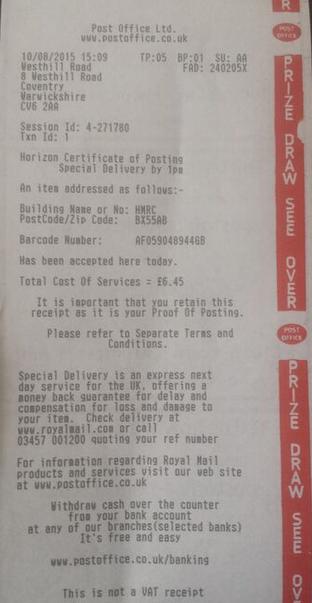 Post Office Ltd.
www.postoffice.co.uk
10/08/2015 15:09 TP:05 BP:01 SU: AA
Westhill Road FAD: 240205X
8 Westhill Road
Coventry
Warwickshire
CV6 2AA
Session Id: 4-271780
Txn Id: 1
Horizon Certificate of Posting
Special Delivery by 1pm
An item addressed as follows:-
Building Name or No: HMRC
PostCode/Zip Code: BX55AB
Barcode Number: AF059048944GB
Has been accepted here today.
Total Cost Of Services = £6.45
It is important that you retain this
receipt as it is your Proof Of Posting.
Please refer to Separate Terms and
Conditions.
Special Delivery is an express next
day service for the UK, offering a
money back guarantee for delay and
compensation for loss and damage to
your item. Check delivery at
www.royalmail.com or call
03457 001200 quoting your ref number
For information regarding Royal Mail
products and services visit our web site
at www.postoffice.co.uk
Withdraw cash over the counter
from your bank account
at any of our branches(selected banks)
It's free and easy
www.postoffice.co.uk/banking
This is not a VAT receipt
R
POST OFFICE
PRIZE DRAW SEE OVER
POST OFFICE
PRIZE DRAW SEE OV